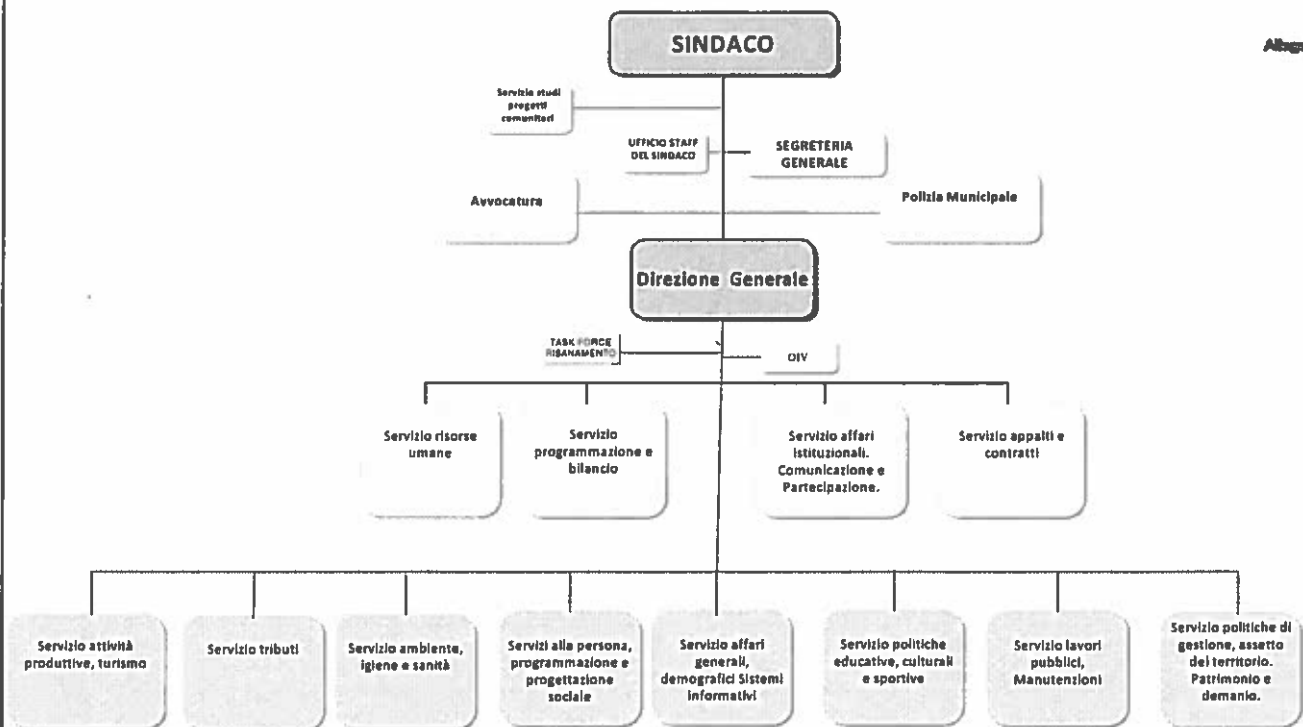 SINDACO
Servizio studi
progetti
comunitari
UFFICIO STAFF
DEL SINDACO
SEGRETERIA
GENERALE
Avvocatura
Polizia Municipale
Direzione Generale
TASK FORCE
RISANAMENTO
OIV
Servizio risorse
umane
Servizio
programmazione e
bilancio
Servizio affari
istituzionali.
Comunicazione e
Partecipazione.
Servizio appalti e
contratti
Servizio attività
produttive, turismo
Servizio tributi
Servizio ambiente,
igiene e sanità
Servizi alla persona,
programmazione e
progettazione
sociale
Servizio affari
generali,
demografici Sistemi
informativi
Servizio politiche
educative, culturali
e sportive
Servizio lavori
pubblici,
Manutenzioni
Servizio politiche di
gestione, assetto
del territorio.
Patrimonio e
demanio.